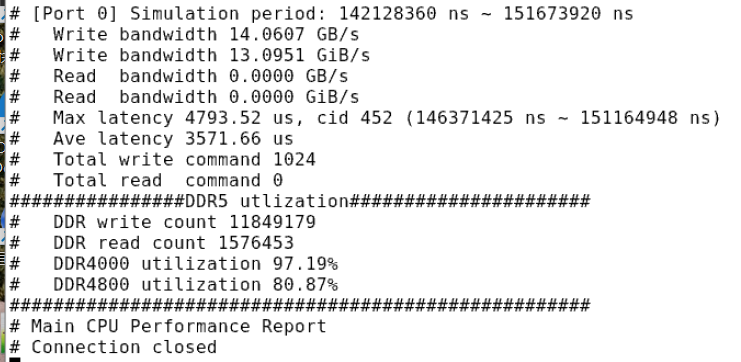 # [Port 0] Simulation period: 142128360 ns ~ 151673920 ns
#   Write bandwidth 14.0607 GB/s
#   Write bandwidth 13.0951 GiB/s
#   Read  bandwidth 0.0000 GB/s
#   Read  bandwidth 0.0000 GiB/s
#   Max latency 4793.52 us, cid 452 (146371425 ns ~ 151164948 ns)
#   Ave latency 3571.66 us
#   Total write command 1024
#   Total read  command 0
################DDR5 utlization######################
#   DDR write count 11849179
#   DDR read count 1576453
#   DDR4000 utilization 97.19%
#   DDR4800 utilization 80.87%
######################################################
# Main CPU Performance Report
# Connection closed